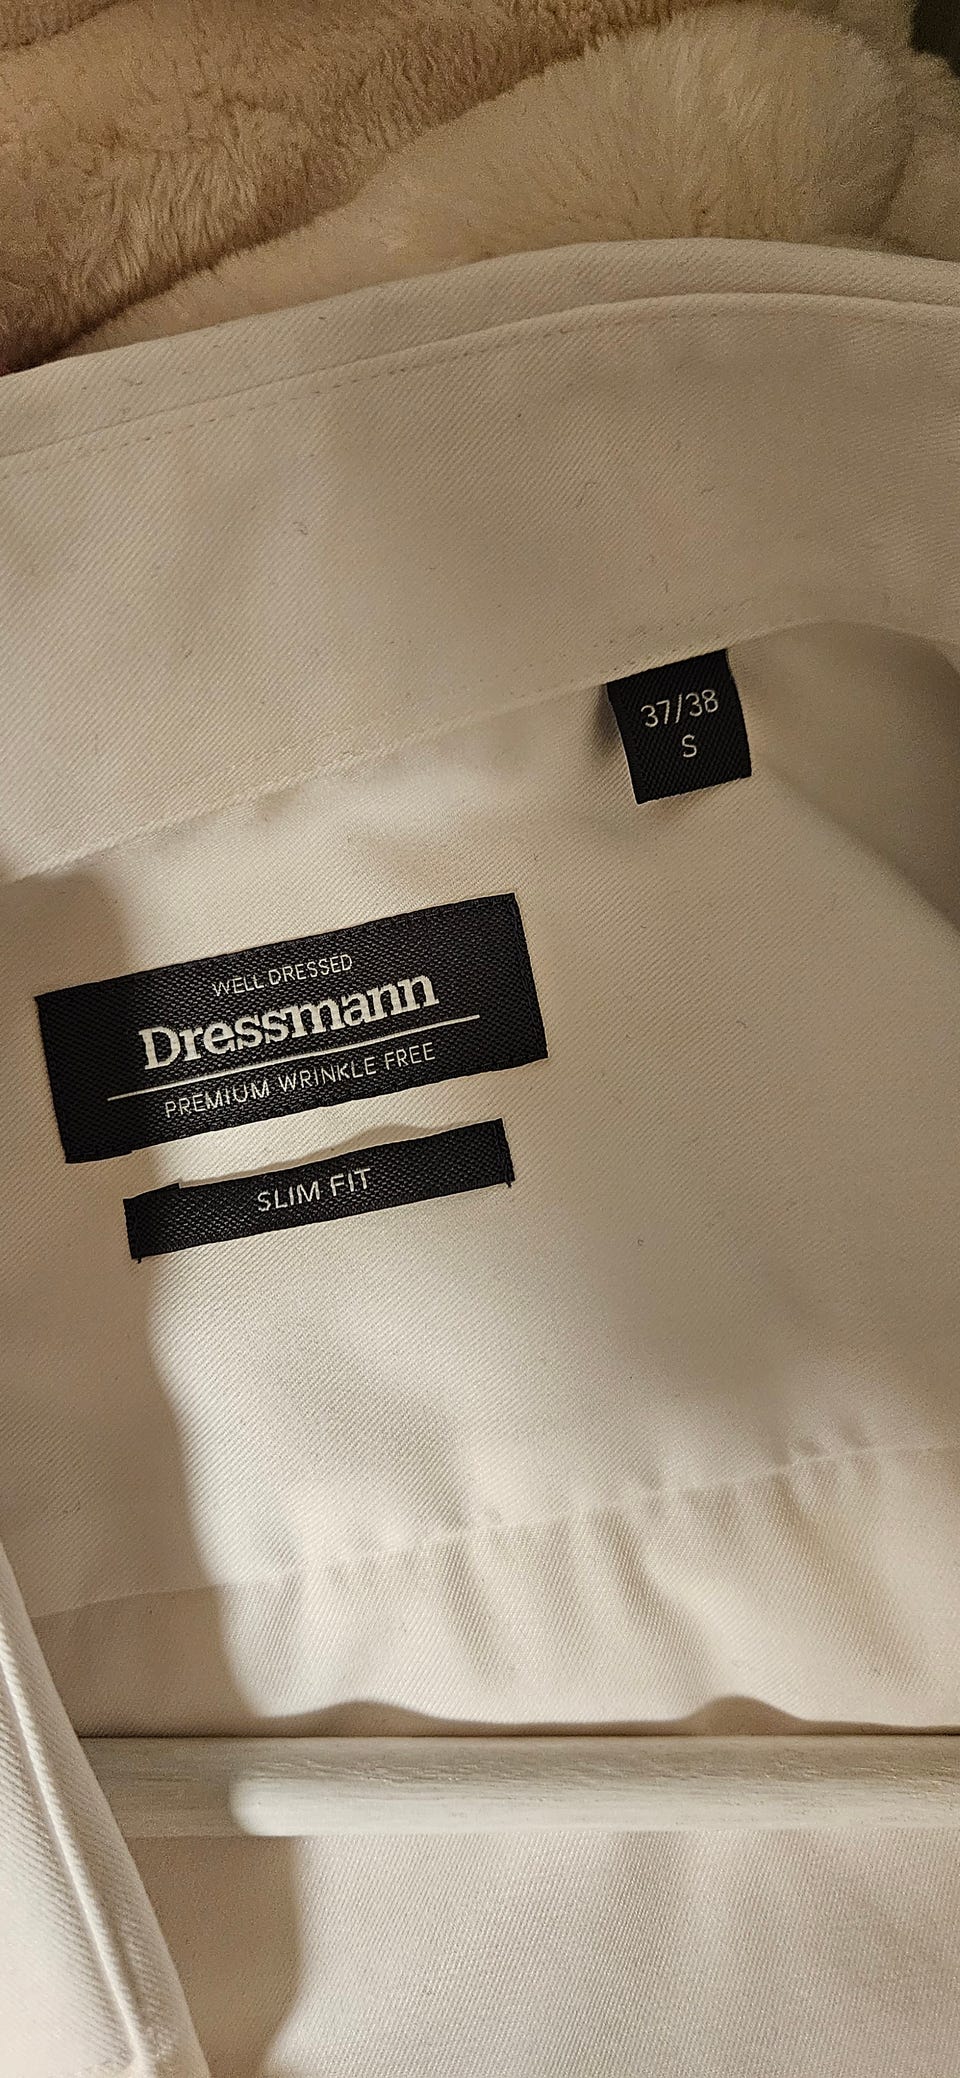 37/38
S
WELL DRESSED
Dressmann
PREMIUM WRINKLE FREE
SLIM FIT